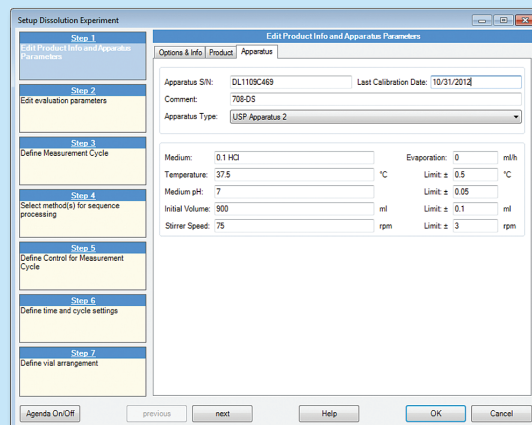 Setup Dissolution Experiment
Step 1
Edit Product Info and Apparatus
Parameters
Step 2
Edit evaluation parameters
Step 3
Define Measurement Cycle
Step 4
Select method(s) for sequence
processing
Step 5
Define Control for Measurement
Cycle
Step 6
Define time and cycle settings
Step 7
Define vial arrangement
Edit Product Info and Apparatus Parameters
Options & Info Product Apparatus
Apparatus S/N: DL1109C469 Last Calibration Date: 10/31/2012
Comment: 708-DS
Apparatus Type: USP Apparatus 2
Medium: 0.1 HCl Evaporation: 0 ml/h
Temperature: 37.5 °C Limit: ± 0.5 °C
Medium pH: 7 Limit: ± 0.05
Initial Volume: 900 ml Limit: ± 0.1 ml
Stirrer Speed: 75 rpm Limit: ± 3 rpm
Agenda On/Off previous next Help OK Cancel